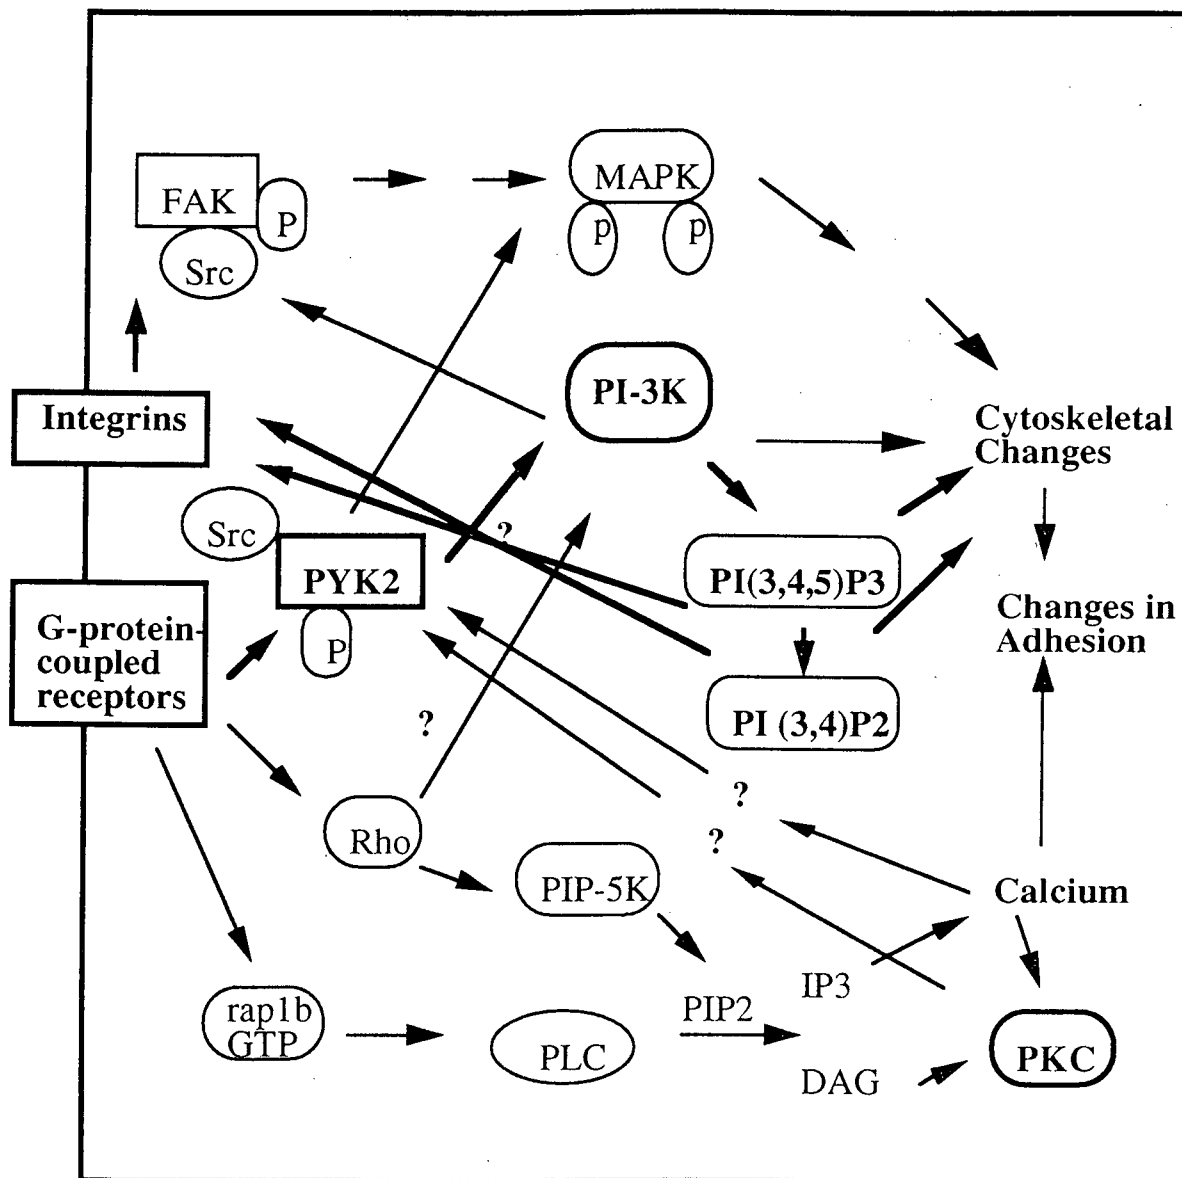 FAK
P
Src
MAPK
p
p
Integrins
PI-3K
Cytoskeletal
Changes
Src
PYK2
P
?
PI(3,4,5)P3
G-protein-
coupled
receptors
Changes in
Adhesion
PI (3,4)P2
?
?
?
Rho
PIP-5K
Calcium
IP3
rap1b
GTP
PLC
PIP2
DAG
PKC